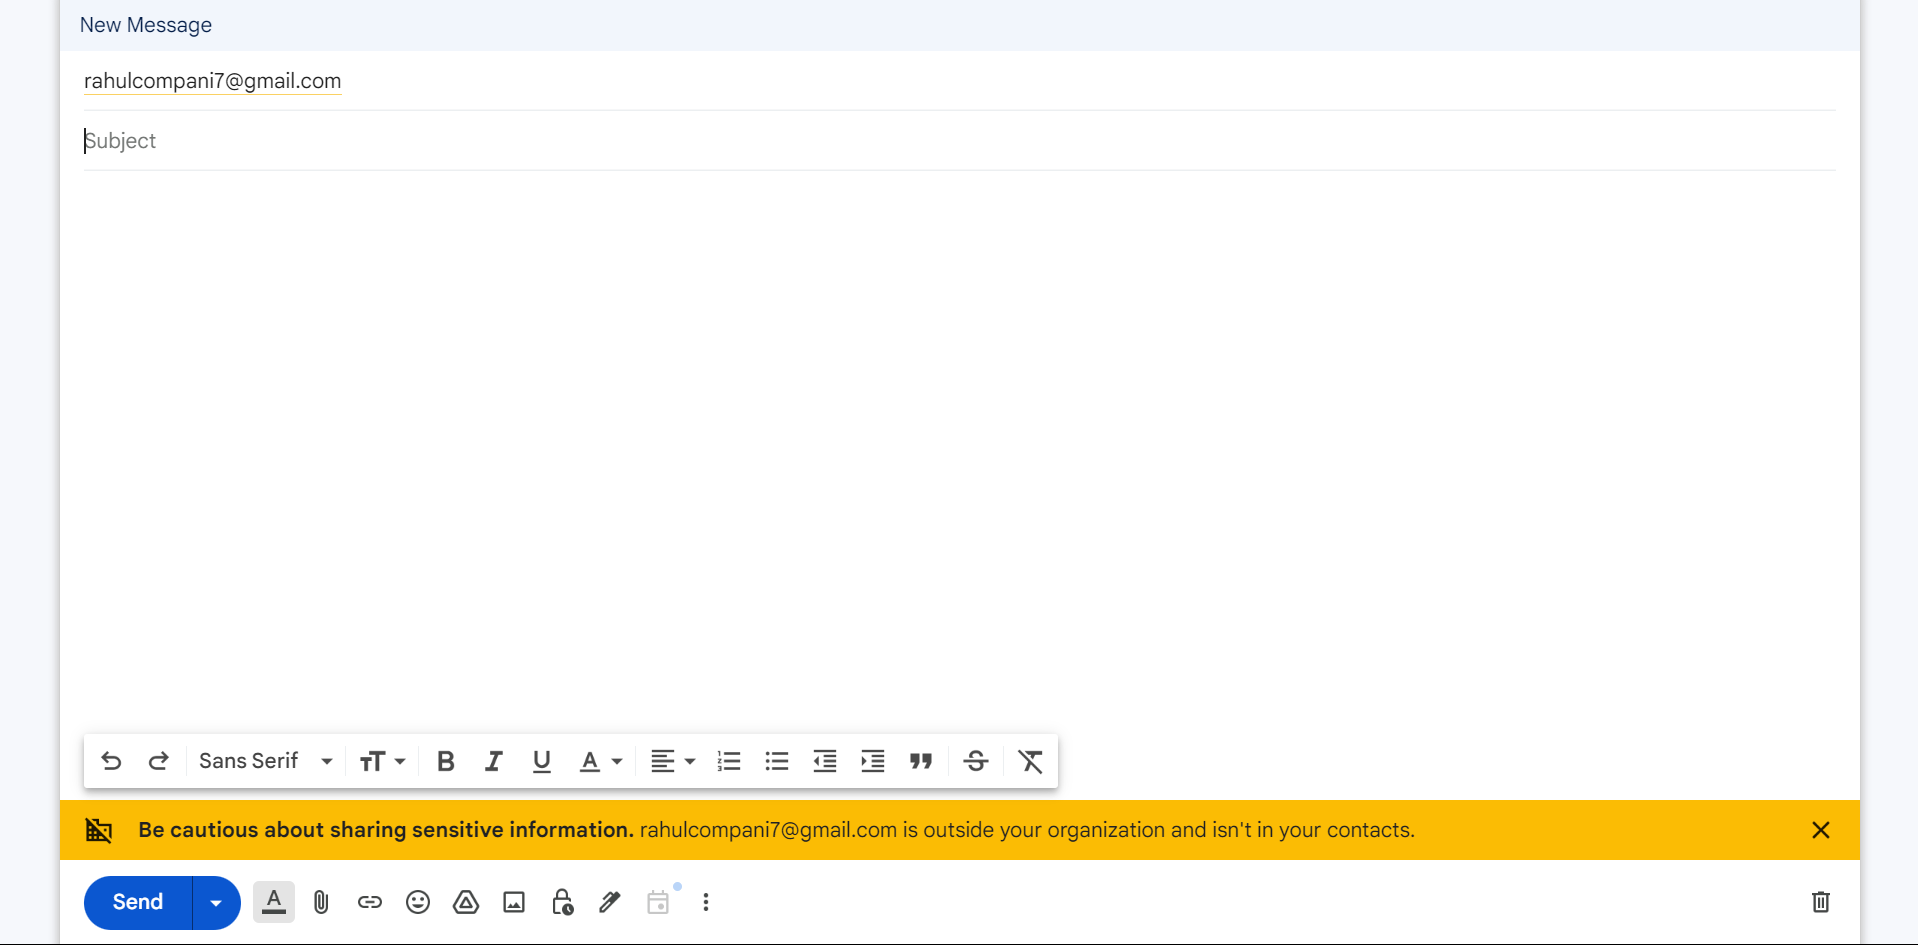 New Message
rahulcompani7@gmail.com
Subject
Sans Serif
Be cautious about sharing sensitive information. rahulcompani7@gmail.com is outside your organization and isn't in your contacts.
Send